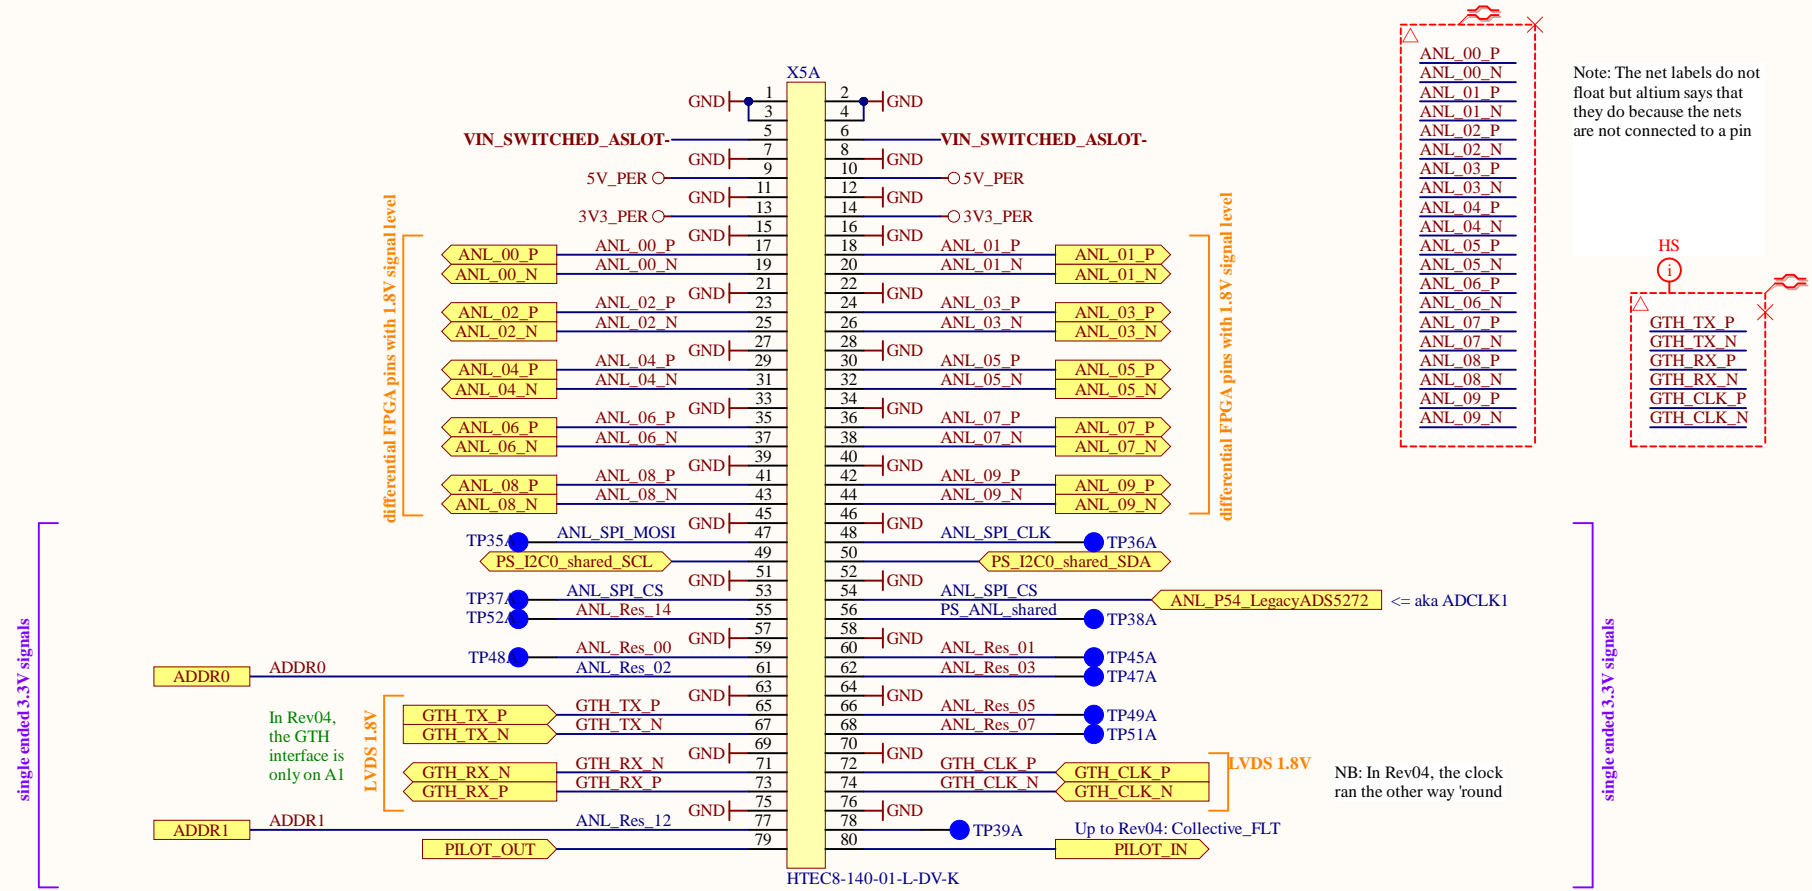 X5A
GND 1 2 GND
3 4
VIN_SWITCHED_ASLOT- 5 6 VIN_SWITCHED_ASLOT-
GND 7 8 GND
5V_PER 9 10 5V_PER
GND 11 12 GND
3V3_PER 13 14 3V3_PER
GND 15 16 GND
ANL_00_P ANL_00_P 17 18 ANL_01_P ANL_01_P
ANL_00_N ANL_00_N 19 20 ANL_01_N ANL_01_N
GND 21 22 GND
ANL_02_P ANL_02_P 23 24 ANL_03_P ANL_03_P
ANL_02_N ANL_02_N 25 26 ANL_03_N ANL_03_N
GND 27 28 GND
ANL_04_P ANL_04_P 29 30 ANL_05_P ANL_05_P
ANL_04_N ANL_04_N 31 32 ANL_05_N ANL_05_N
GND 33 34 GND
ANL_06_P ANL_06_P 35 36 ANL_07_P ANL_07_P
ANL_06_N ANL_06_N 37 38 ANL_07_N ANL_07_N
GND 39 40 GND
ANL_08_P ANL_08_P 41 42 ANL_09_P ANL_09_P
ANL_08_N ANL_08_N 43 44 ANL_09_N ANL_09_N
GND 45 46 GND
TP35A ANL_SPI_MOSI 47 48 ANL_SPI_CLK TP36A
PS_I2C0_shared_SCL 49 50 PS_I2C0_shared_SDA
GND 51 52 GND
TP37A ANL_SPI_CS 53 54 ANL_SPI_CS ANL_P54_LegacyADS5272 <= aka ADCLK1
TP52A ANL_Res_14 55 56 PS_ANL_shared TP38A
GND 57 58 GND
TP48A ANL_Res_00 59 60 ANL_Res_01 TP45A
ADDR0 ADDR0 ANL_Res_02 61 62 ANL_Res_03 TP47A
GND 63 64 GND
GTH_TX_P GTH_TX_P 65 66 ANL_Res_05 TP49A
GTH_TX_N GTH_TX_N 67 68 ANL_Res_07 TP51A
GND 69 70 GND
GTH_RX_N GTH_RX_N 71 72 GTH_CLK_P GTH_CLK_P
GTH_RX_P GTH_RX_P 73 74 GTH_CLK_N GTH_CLK_N
GND 75 76 GND
ADDR1 ADDR1 ANL_Res_12 77 78 TP39A
PILOT_OUT 79 80 PILOT_IN
Up to Rev04: Collective_FLT
HTEC8-140-01-L-DV-K
differential FPGA pins with 1.8V signal level
differential FPGA pins with 1.8V signal level
single ended 3.3V signals
single ended 3.3V signals
In Rev04,
the GTH
interface is
only on A1
LVDS 1.8V
LVDS 1.8V
NB: In Rev04, the clock
ran the other way 'round
ANL_00_P
ANL_00_N
ANL_01_P
ANL_01_N
ANL_02_P
ANL_02_N
ANL_03_P
ANL_03_N
ANL_04_P
ANL_04_N
ANL_05_P
ANL_05_N
ANL_06_P
ANL_06_N
ANL_07_P
ANL_07_N
ANL_08_P
ANL_08_N
ANL_09_P
ANL_09_N
Note: The net labels do not
float but altium says that
they do because the nets
are not connected to a pin
HS
i
GTH_TX_P
GTH_TX_N
GTH_RX_P
GTH_RX_N
GTH_CLK_P
GTH_CLK_N